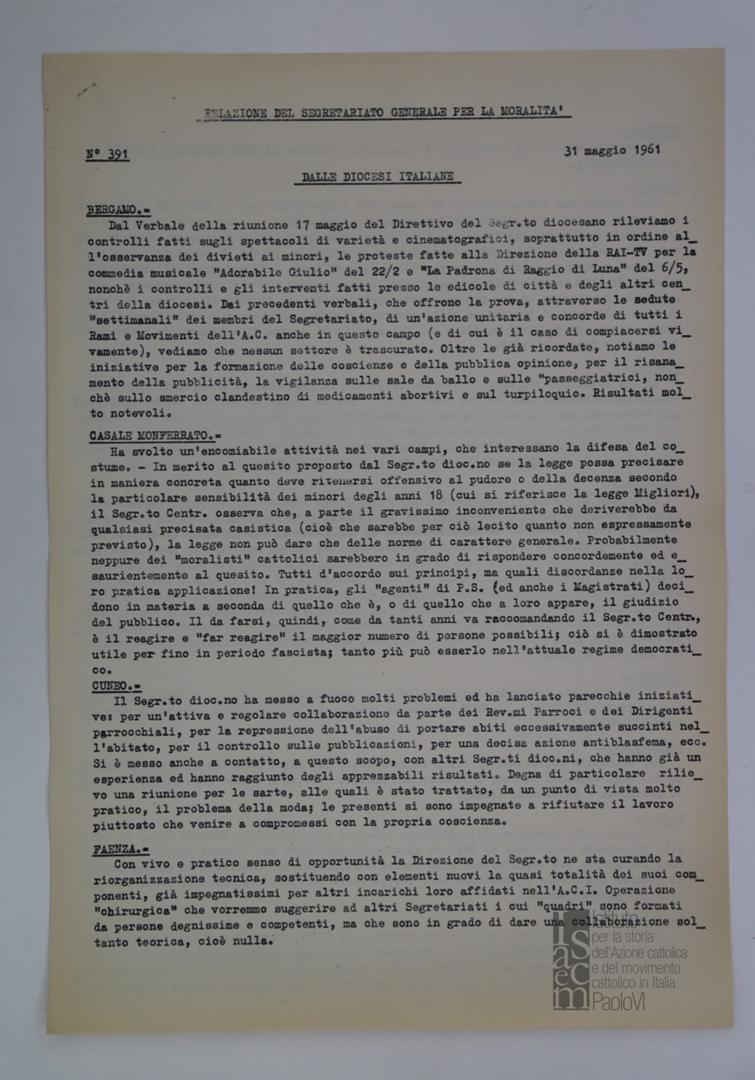 RELAZIONE DEL SEGRETARIATO GENERALE PER LA MORALITA'
N° 391
31 maggio 1961
DALLE DIOCESI ITALIANE
BERGAMO.=
Dal Verbale della riunione 17 maggio del Direttivo del Segr.to diocesano rileviamo i
controlli fatti sugli spettacoli di varietà e cinematografici, soprattutto in ordine al_
l'osservanza dei divieti ai minori, le proteste fatte alla Direzione della RAI-TV per la
commedia musicale "Adorabile Giulio" del 22/2 e "La Padrona di Raggio di Luna" del 6/5,
nonchè i controlli e gli interventi fatti presso le edicole di città e degli altri cen_
tri della diocesi. Dai precedenti verbali, che offrono la prova, attraverso le sedute
"settimanali" dei membri del Segretariato, di un'azione unitaria e concorde di tutti i
Rami e Movimenti dell'A.C. anche in questo campo (e di cui è il caso di compiacersi vi_
vamente), vediamo che nessun settore è trascurato. Oltre le già ricordate, notiamo le
iniziative per la formazione delle coscienze e della pubblica opinione, per il risana_
mento della pubblicità, la vigilanza sulle sale da ballo e sulle "passeggiatrici, non_
chè sullo smercio clandestino di medicamenti abortivi e sul turpiloquio. Risultati mol_
to notevoli.
CASALE MONFERRATO.=
Ha svolto un'encomiabile attività nei vari campi, che interessano la difesa del co_
stume. - In merito al quesito proposto dal Segr.to dioc.no se la legge possa precisare
in maniera concreta quanto deve ritenersi offensivo al pudore o della decenza secondo
la particolare sensibilità dei minori degli anni 18 (cui si riferisce la legge Migliori),
il Segr.to Centr. osserva che, a parte il gravissimo inconveniente che deriverebbe da
qualsiasi precisata casistica (cioè che sarebbe per ciò lecito quanto non espressamente
previsto), la legge non può dare che delle norme di carattere generale. Probabilmente
neppure dei "moralisti" cattolici sarebbero in grado di rispondere concordemente ed e_
saurientemente al quesito. Tutti d'accordo sui principi, ma quali discordanze nella lo_
ro pratica applicazione! In pratica, gli "agenti" di P.S. (ed anche i Magistrati) deci_
dono in materia a seconda di quello che è, o di quello che a loro appare, il giudizio
del pubblico. Il da farsi, quindi, come da tanti anni va raccomandando il Segr.to Centr.,
è il reagire e "far reagire" il maggior numero di persone possibili; ciò si è dimostrato
utile per fino in periodo fascista; tanto più può esserlo nell'attuale regime democrati_
co.
CUNEO.=
Il Segr.to dioc.no ha messo a fuoco molti problemi ed ha lanciato parecchie iniziati_
ve: per un'attiva e regolare collaborazione da parte dei Rev.mi Parroci e dei Dirigenti
parrocchiali, per la repressione dell'abuso di portare abiti eccessivamente succinti nel_
l'abitato, per il controllo sulle pubblicazioni, per una decisa azione antiblasfema, ecc.
Si è messo anche a contatto, a questo scopo, con altri Segr.ti dioc.ni, che hanno già un'
esperienza ed hanno raggiunto degli apprezzabili risultati. Degna di particolare rilie_
vo una riunione per le sarte, alle quali è stato trattato, da un punto di vista molto
pratico, il problema della moda; le presenti si sono impegnate a rifiutare il lavoro
piuttosto che venire a compromessi con la propria coscienza.
FAENZA.=
Con vivo e pratico senso di opportunità la Direzione del Segr.to ne sta curando la
riorganizzazione tecnica, sostituendo con elementi nuovi la quasi totalità dei suoi com_
ponenti, già impegnatissimi per altri incarichi loro affidati nell'A.C.I. Operazione
"chirurgica" che vorremmo suggerire ad altri Segretariati i cui "quadri" sono formati
da persone degnissime e competenti, ma che sono in grado di dare una collaborazione sol_
tanto teorica, cioè nulla.
Isacem
Istituto
per la storia
dell'Azione cattolica
e del movimento
cattolico in Italia
PaoloVI